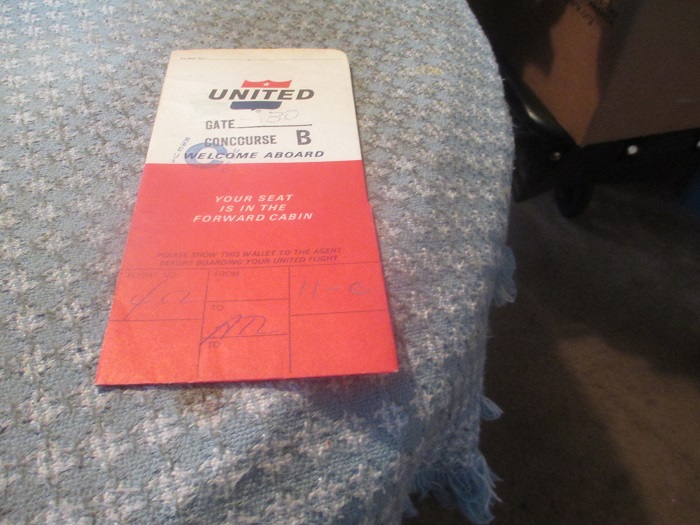 UNITED
GATE
CONCOURSE B
WELCOME ABOARD
YOUR SEAT
IS IN THE
FORWARD CABIN
PLEASE SHOW THIS WALLET TO THE AGENT
BEFORE BOARDING YOUR UNITED FLIGHT
FROM
TO
TO